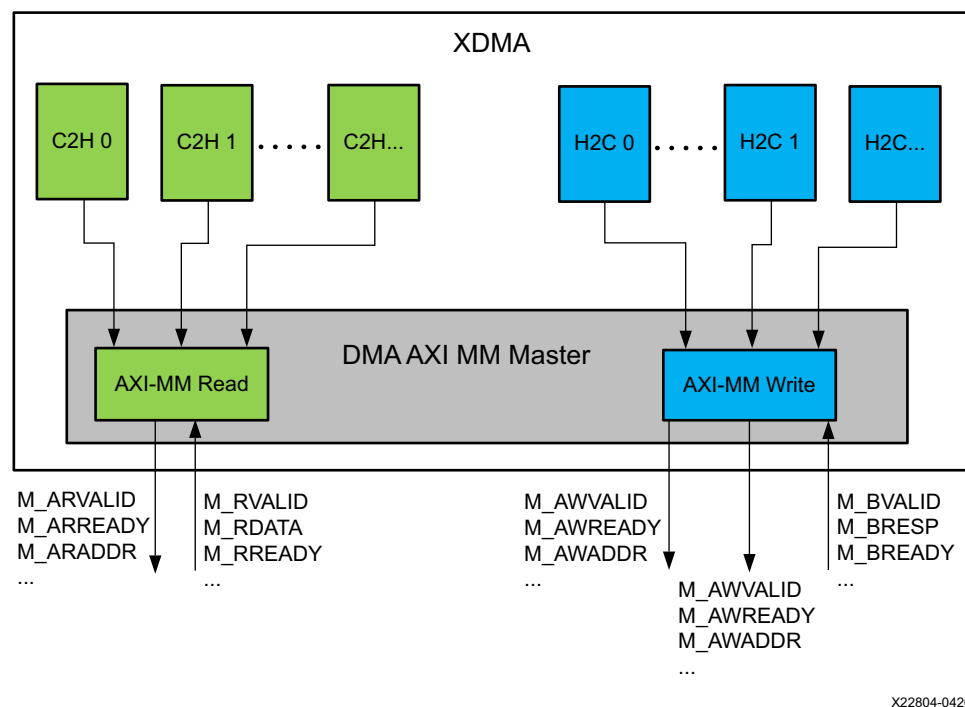 XDMA
C2H 0
C2H 1
C2H...
H2C 0
H2C 1
H2C...
DMA AXI MM Master
AXI-MM Read
AXI-MM Write
M_ARVALID
M_ARREADY
M_ARADDR
...
M_RVALID
M_RDATA
M_RREADY
...
M_AWVALID
M_AWREADY
M_AWADDR
...
M_AWVALID
M_AWREADY
M_AWADDR
...
M_BVALID
M_BRESP
M_BREADY
...